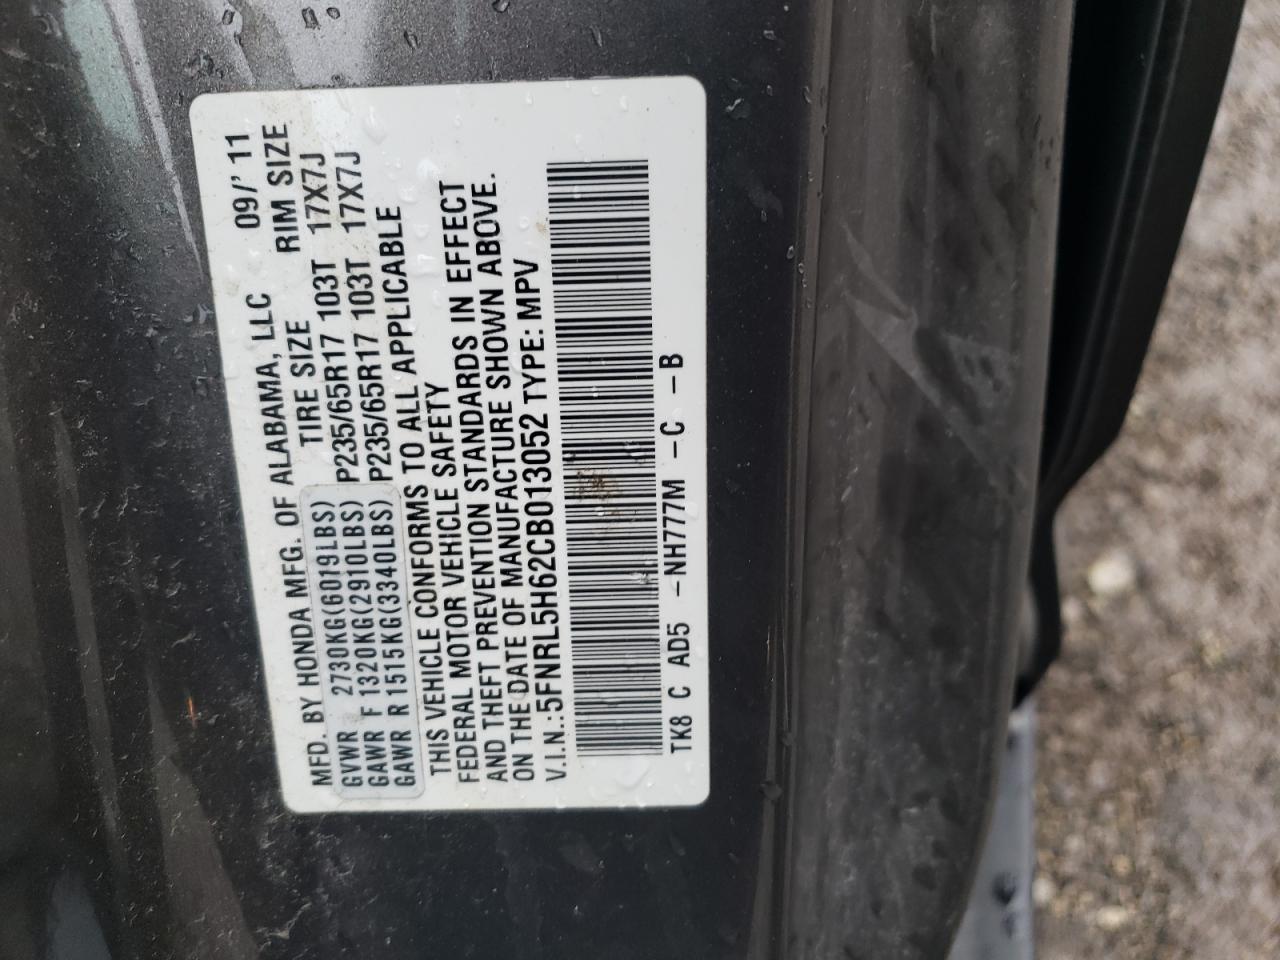 MFD. BY HONDA MFG. OF ALABAMA, LLC 09/'11
GVWR 2730KG(6019LBS) TIRE SIZE RIM SIZE
GAWR F 1320KG(2910LBS) P235/65R17 103T 17X7J
GAWR R 1515KG(3340LBS) P235/65R17 103T 17X7J
THIS VEHICLE CONFORMS TO ALL APPLICABLE
FEDERAL MOTOR VEHICLE SAFETY
AND THEFT PREVENTION STANDARDS IN EFFECT
ON THE DATE OF MANUFACTURE SHOWN ABOVE.
V.I.N.:5FNRL5H62CB013052 TYPE: MPV
TK8 C AD5 -NH777M -C -B